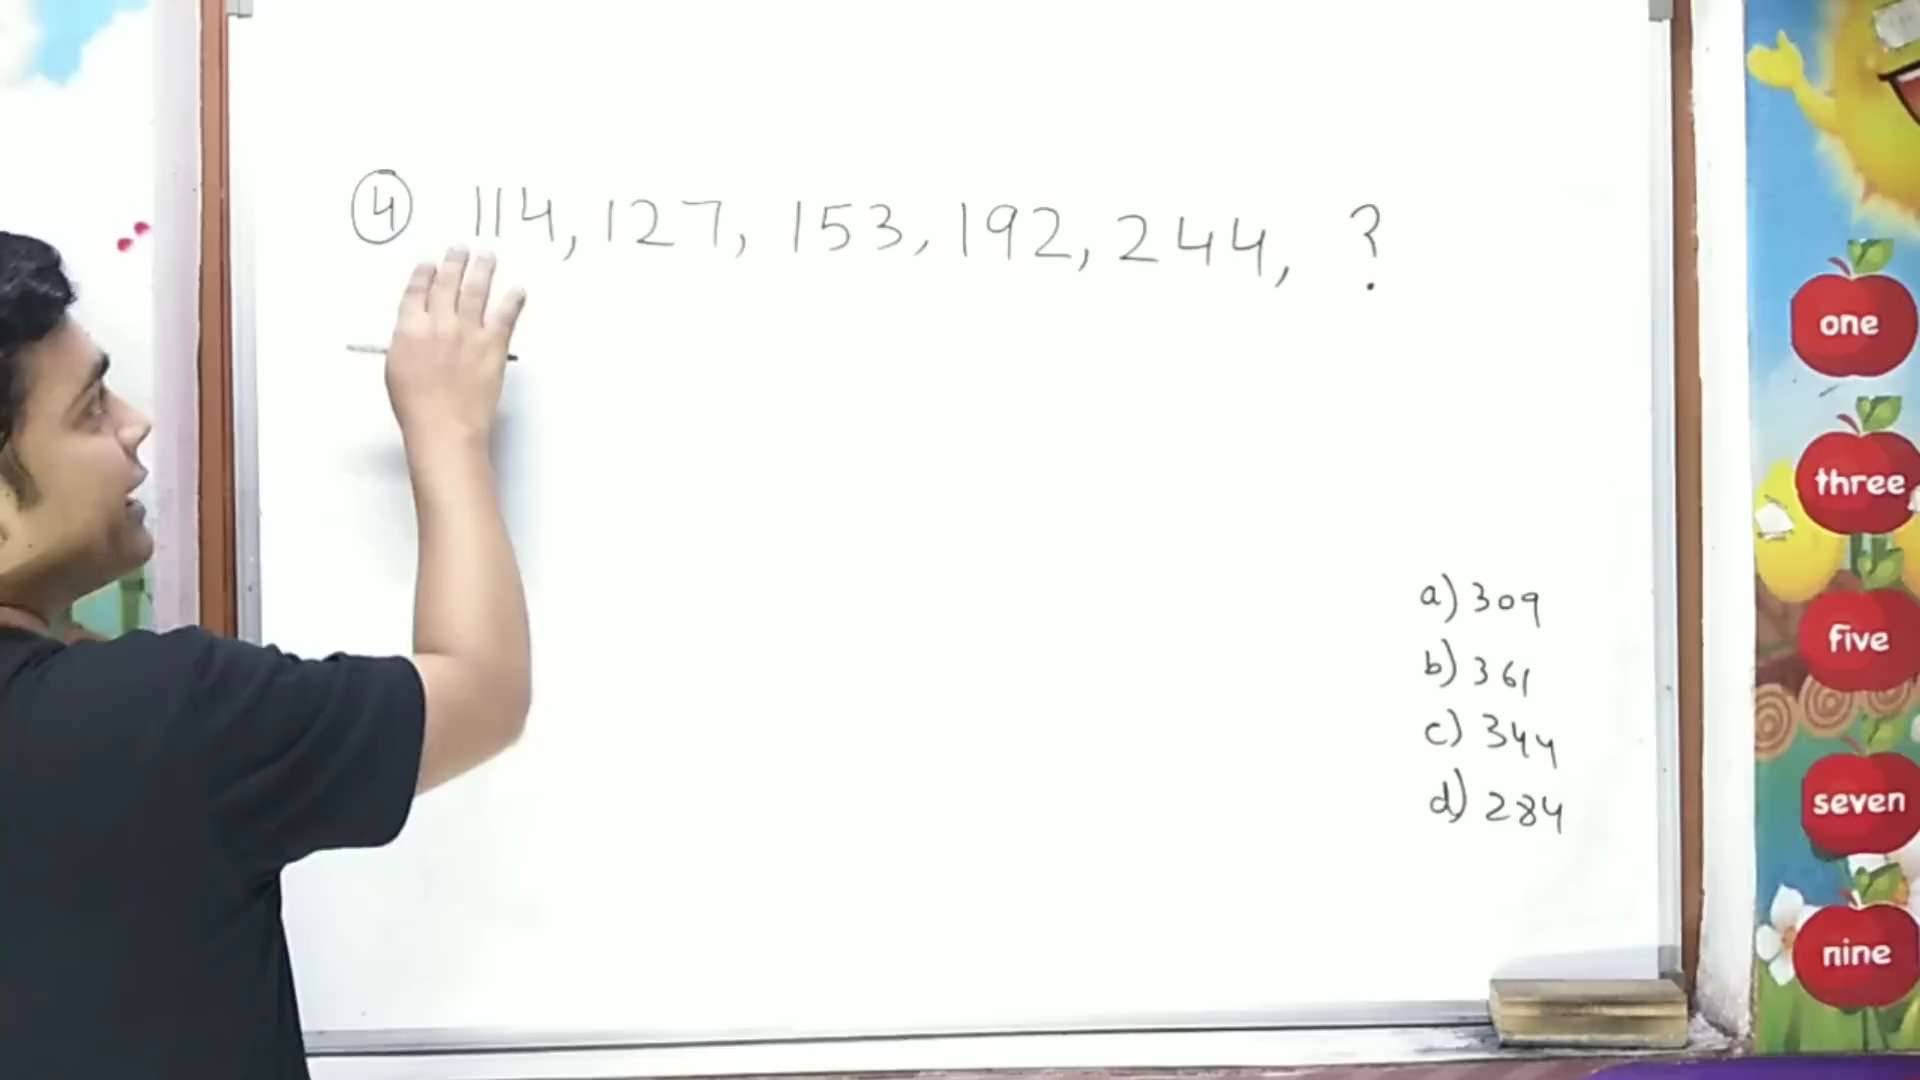 4 114, 127, 153, 192, 244, ?
a) 309
b) 361
c) 344
d) 284
one
three
five
seven
nine